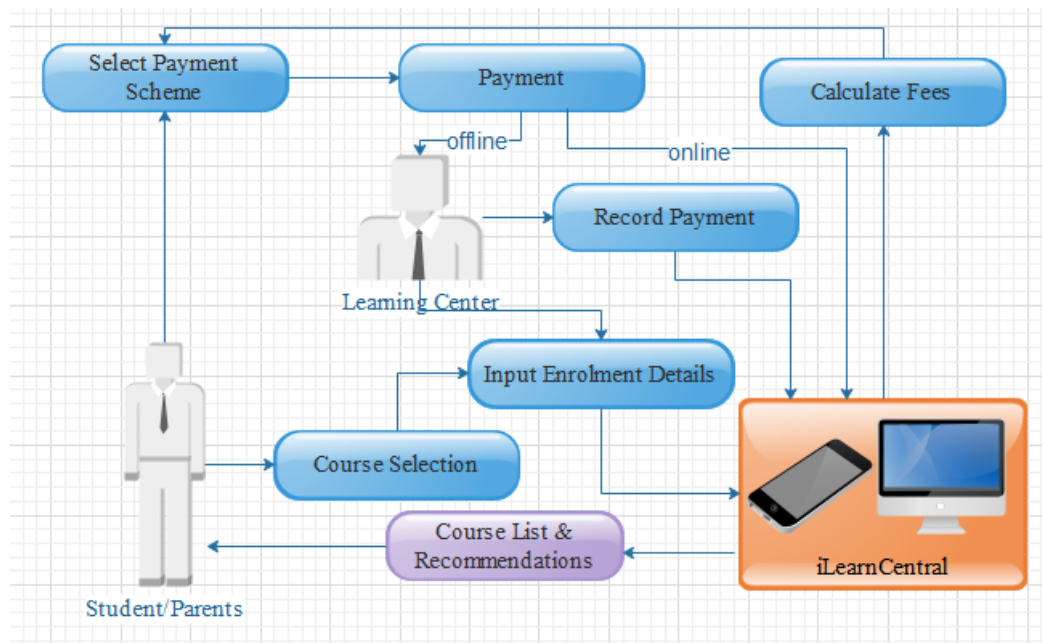 Select Payment
Scheme
Payment
Calculate Fees
offline
online
Record Payment
Learning Center
Input Enrolment Details
Course Selection
Course List &
Recommendations
iLearnCentral
Student/Parents